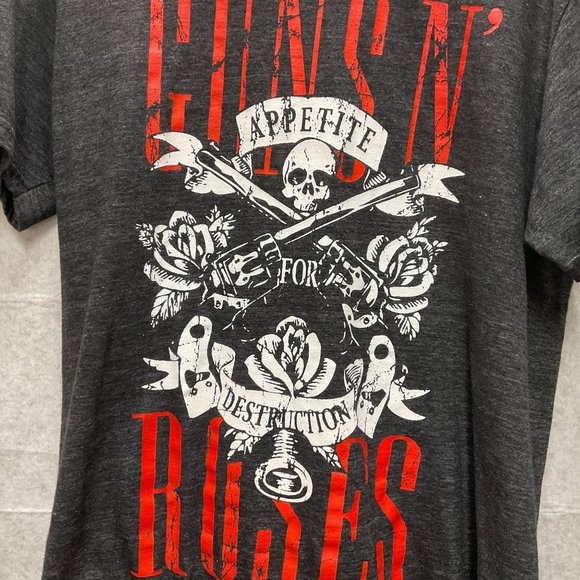 GUNS N'
APPETITE
FOR
DESTRUCTION
ROSES